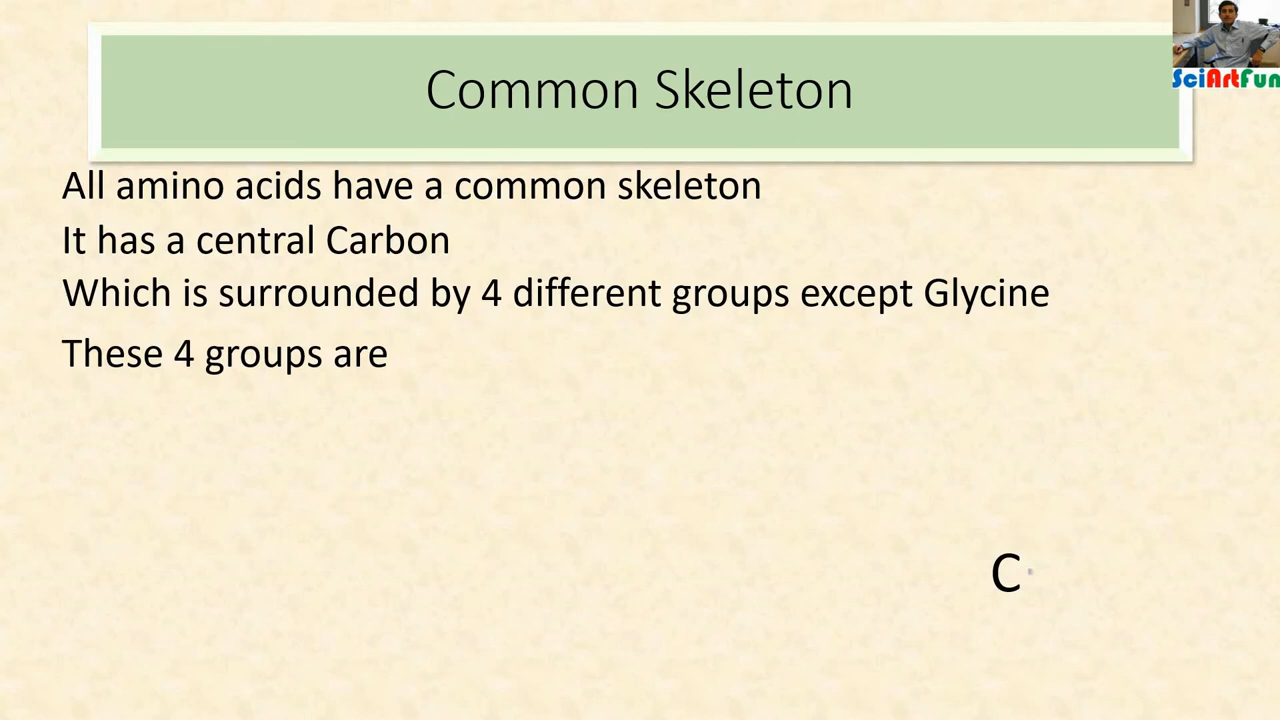 Common Skeleton
SciArtFun
All amino acids have a common skeleton
It has a central Carbon
Which is surrounded by 4 different groups except Glycine
These 4 groups are
C